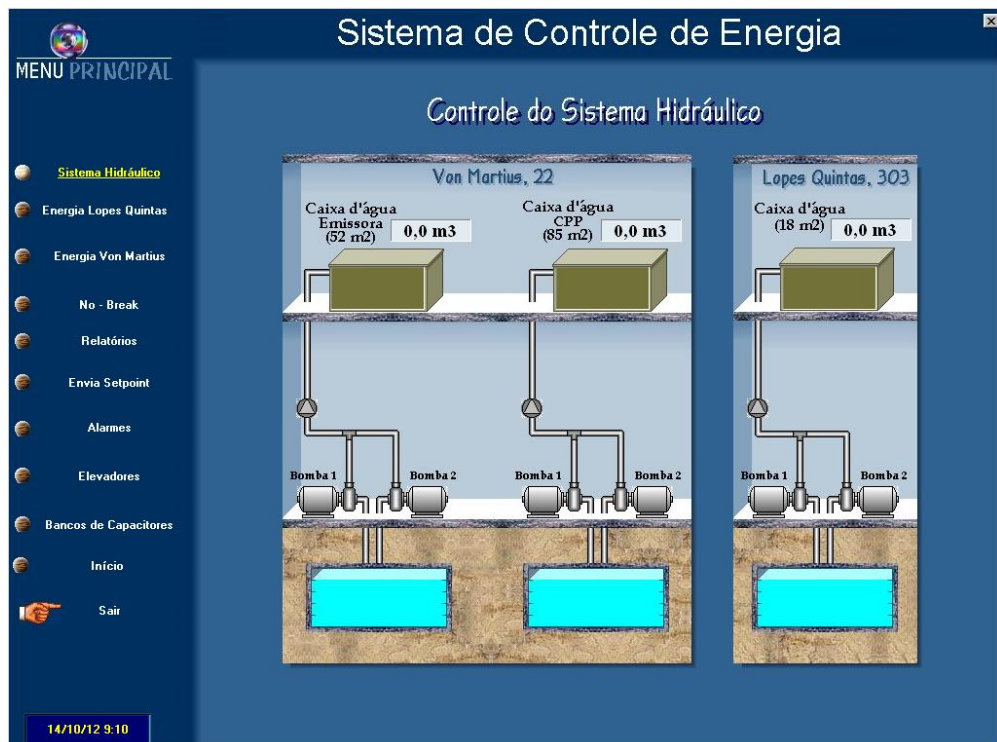 Sistema de Controle de Energia
MENU PRINCIPAL
Controle do Sistema Hidráulico
Sistema Hidráulico
Energia Lopes Quintas
Energia Von Martius
No - Break
Relatórios
Envia Setpoint
Alarmes
Elevadores
Bancos de Capacitores
Início
Sair
14/10/12 9:10
Von Martius, 22
Caixa d'água
Emissora
(52 m2)
0,0 m3
Caixa d'água
CPP
(85 m2)
0,0 m3
Bomba 1
Bomba 2
Bomba 1
Bomba 2
Lopes Quintas, 303
Caixa d'água
(18 m2)
0,0 m3
Bomba 1
Bomba 2